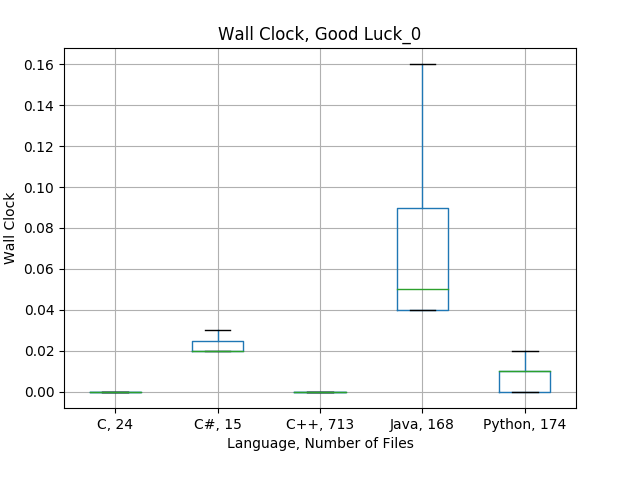 Wall Clock, Good Luck_0
Wall Clock
0.16
0.14
0.12
0.10
0.08
0.06
0.04
0.02
0.00
C, 24
C#, 15
C++, 713
Java, 168
Python, 174
Language, Number of Files